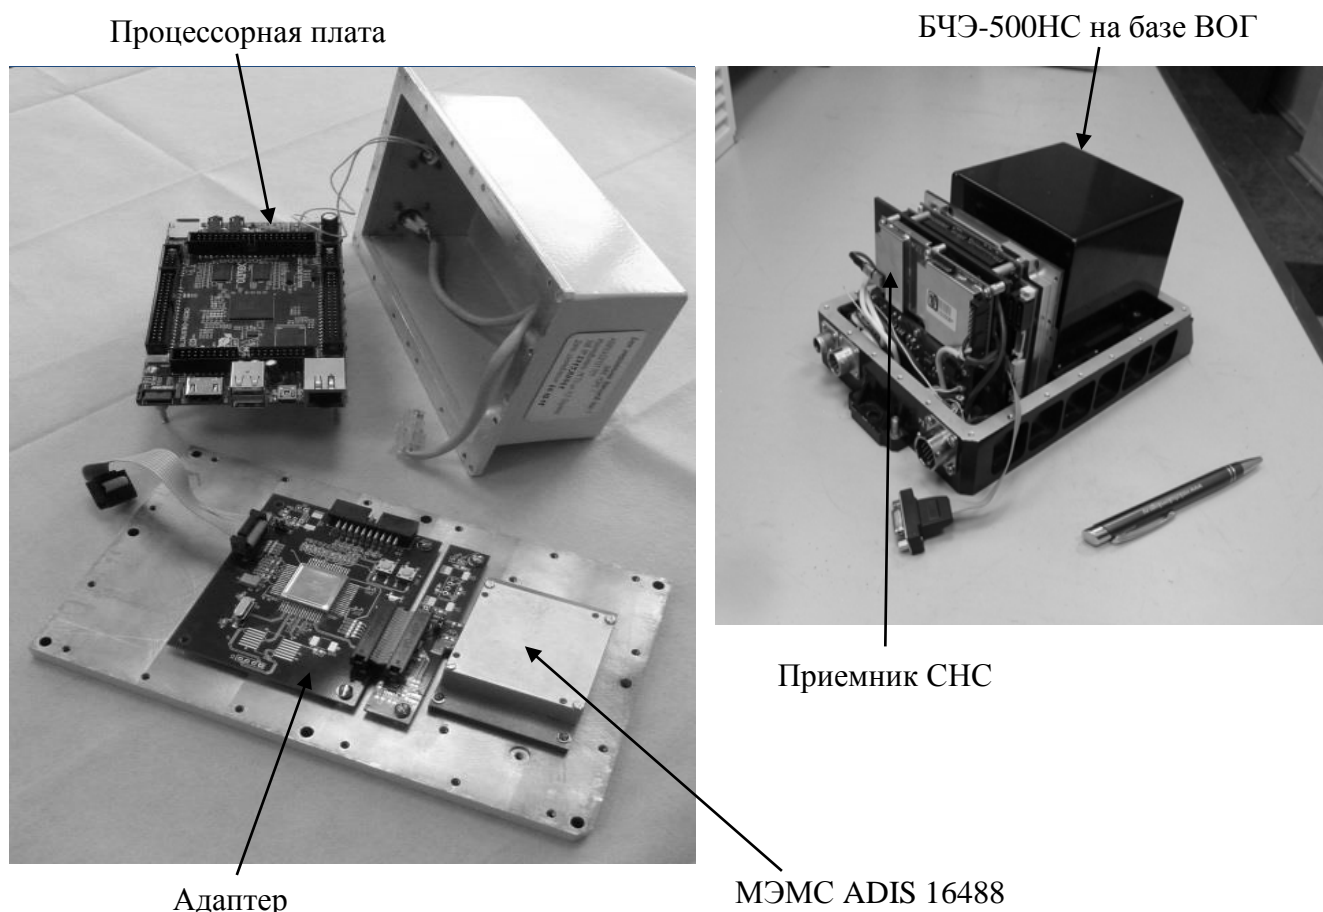 Процессорная плата
БЧЭ-500НС на базе ВОГ
Приемник СНС
МЭМС ADIS 16488
Адаптер